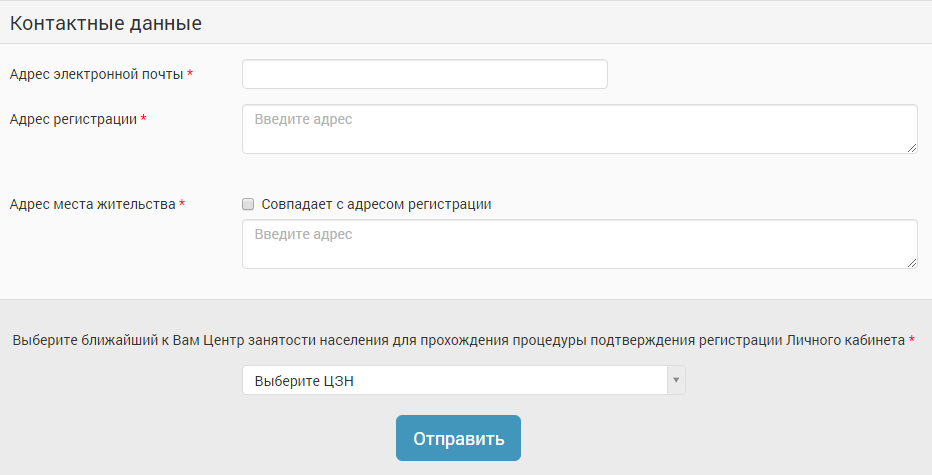 Контактные данные
Адрес электронной почты *
Адрес регистрации *
Введите адрес
Адрес места жительства *
Совпадает с адресом регистрации
Введите адрес
Выберите ближайший к Вам Центр занятости населения для прохождения процедуры подтверждения регистрации Личного кабинета *
Выберите ЦЗН
Отправить